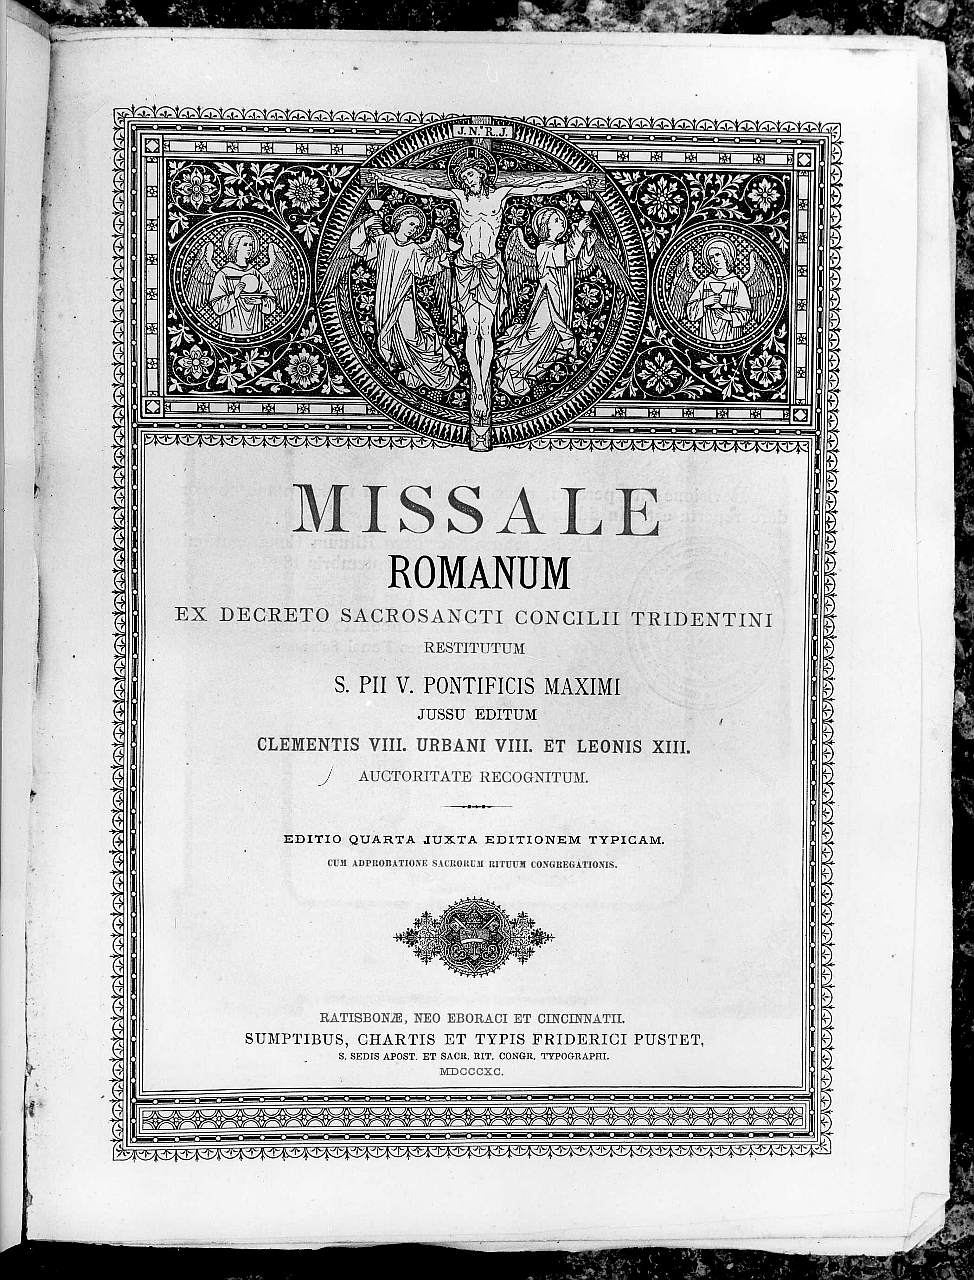 J. N. R. J.
MISSALE
ROMANUM
EX DECRETO SACROSANCTI CONCILII TRIDENTINI
RESTITUTUM
S. PII V. PONTIFICIS MAXIMI
JUSSU EDITUM
CLEMENTIS VIII. URBANI VIII. ET LEONIS XIII.
AUCTORITATE RECOGNITUM.
EDITIO QUARTA JUXTA EDITIONEM TYPICAM.
CUM ADPROBATIONE SACRORUM RITUUM CONGREGATIONIS.
RATISBONÆ, NEO EBORACI ET CINCINNATII.
SUMPTIBUS, CHARTIS ET TYPIS FRIDERICI PUSTET,
S. SEDIS APOST. ET SACR. RIT. CONGR. TYPOGRAPHI.
MDCCCXC.